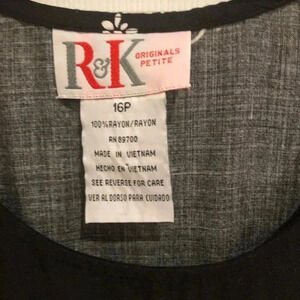 R&K
ORIGINALS
PETITE
16P
100% RAYON/RAYON
RN 89700
MADE IN VIETNAM
HECHO EN VIETNAM
SEE REVERSE FOR CARE
VER AL DORSO PARA CUIDADO